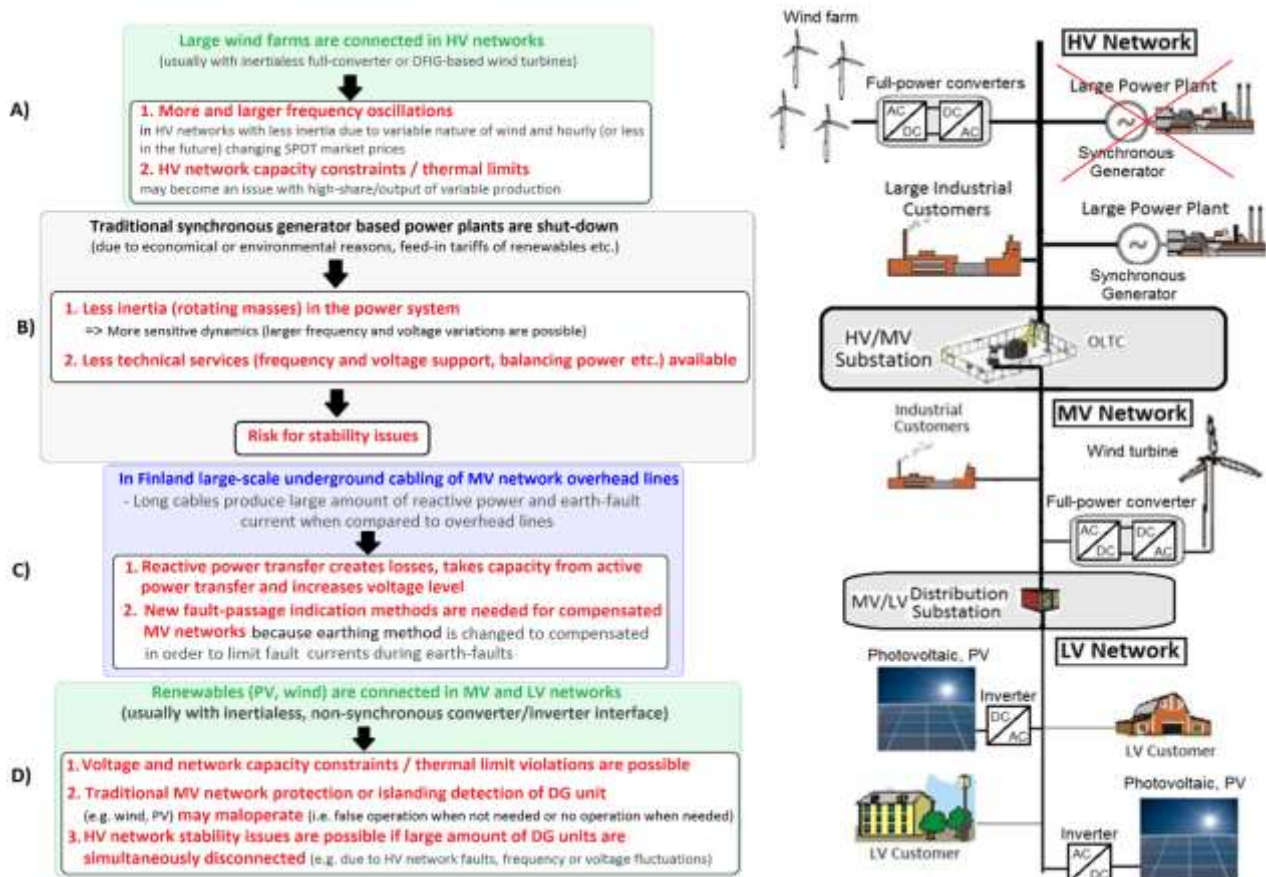 A)
Large wind farms are connected in HV networks
(usually with inertialess full-converter or DFIG-based wind turbines)
1. More and larger frequency oscillations
in HV networks with less inertia due to variable nature of wind and hourly (or less
in the future) changing SPOT market prices
2. HV network capacity constraints / thermal limits
may become an issue with high-share/output of variable production
B)
Traditional synchronous generator based power plants are shut-down
(due to economical or environmental reasons, feed-in tariffs of renewables etc.)
1. Less inertia (rotating masses) in the power system
=> More sensitive dynamics (larger frequency and voltage variations are possible)
2. Less technical services (frequency and voltage support, balancing power etc.) available
Risk for stability issues
C)
In Finland large-scale underground cabling of MV network overhead lines
- Long cables produce large amount of reactive power and earth-fault
current when compared to overhead lines
1. Reactive power transfer creates losses, takes capacity from active
power transfer and increases voltage level
2. New fault-passage indication methods are needed for compensated
MV networks because earthing method is changed to compensated
in order to limit fault currents during earth-faults
D)
Renewables (PV, wind) are connected in MV and LV networks
(usually with inertialess, non-synchronous converter/inverter interface)
1. Voltage and network capacity constraints / thermal limit violations are possible
2. Traditional MV network protection or islanding detection of DG unit
(e.g. wind, PV) may maloperate (i.e. false operation when not needed or no operation when needed)
3. HV network stability issues are possible if large amount of DG units are
simultaneously disconnected (e.g. due to HV network faults, frequency or voltage fluctuations)
Wind farm
HV Network
Full-power converters
AC
DC
DC
AC
Large Power Plant
~
Synchronous
Generator
Large Industrial
Customers
Large Power Plant
~
Synchronous
Generator
HV/MV
Substation
OLTC
MV Network
Industrial
Customers
Wind turbine
Full-power converter
AC
DC
DC
AC
MV/LV Distribution
Substation
LV Network
Photovoltaic, PV
Inverter
DC
AC
LV Customer
LV Customer
Photovoltaic, PV
Inverter
AC
DC